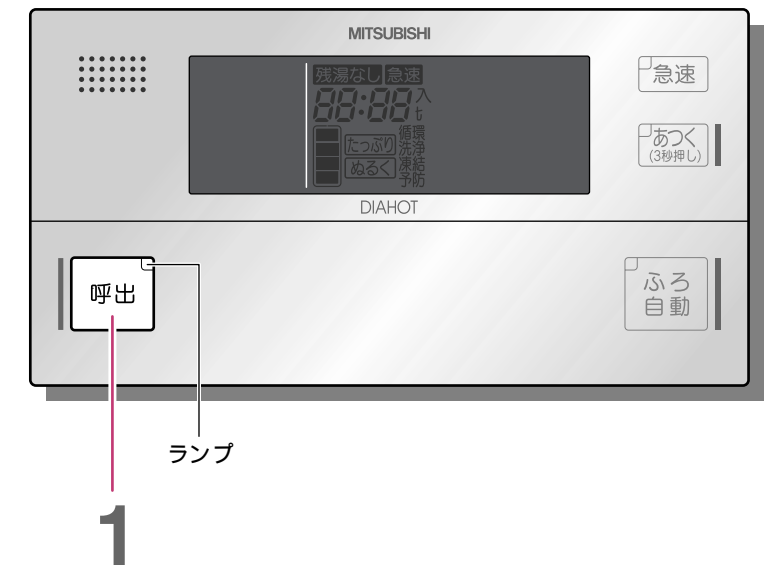 MITSUBISHI
残湯なし 急速
88:88 入 t
たっぷり 循環洗浄
ぬるく 凍結予防
急速
あつく
(3秒押し)
DIAHOT
呼出
ふろ
自動
ランプ
1